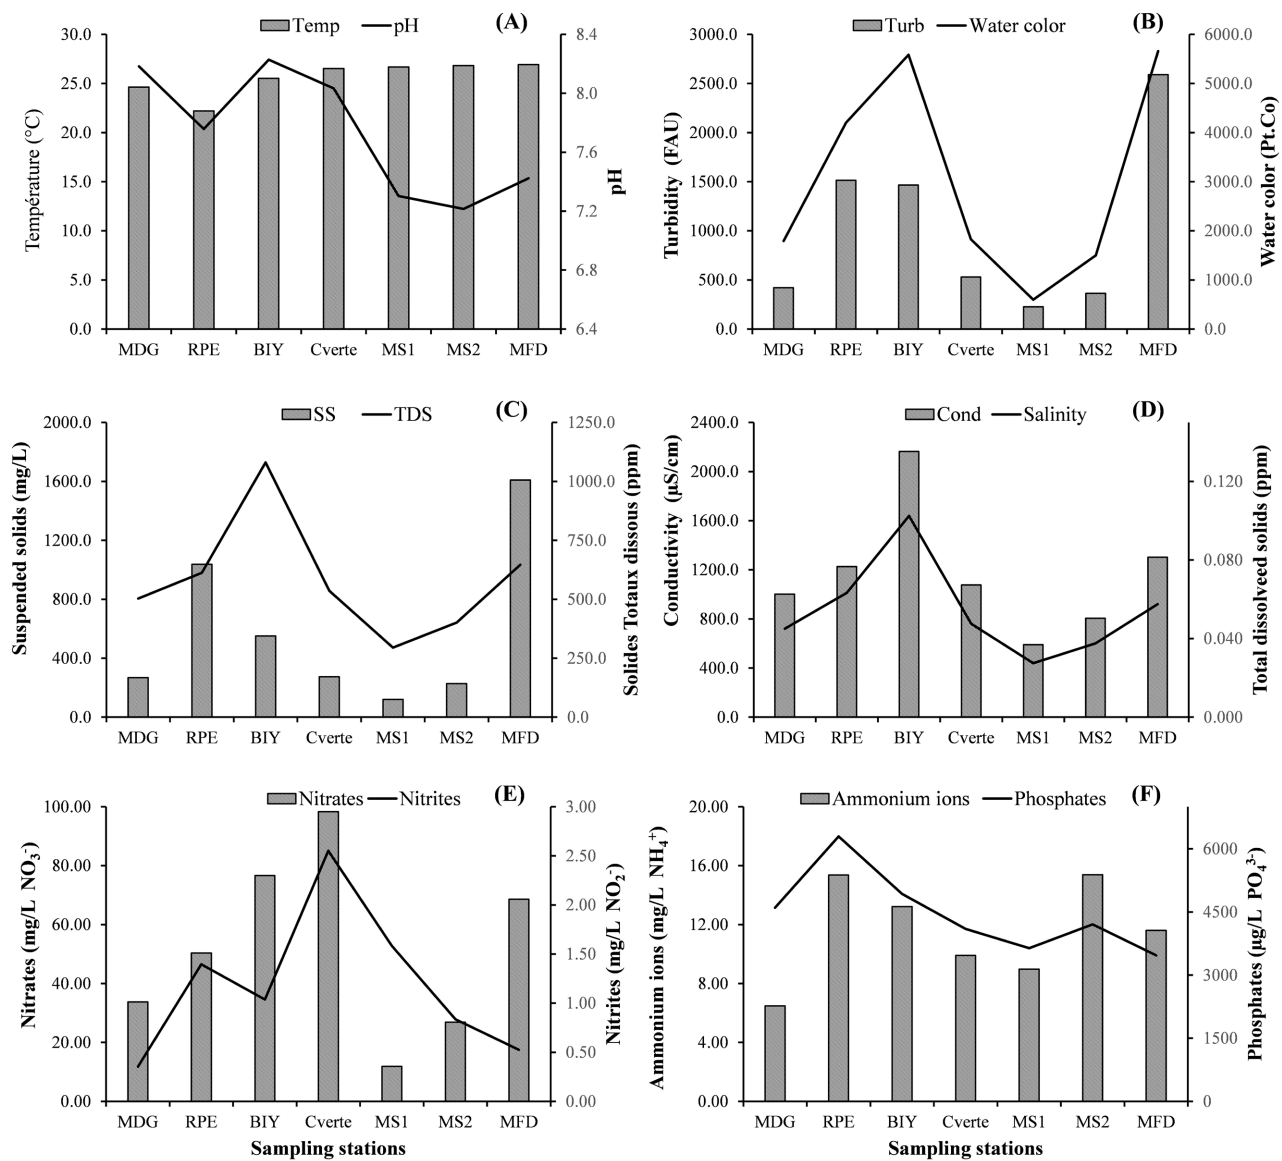 Temp pH (A)
Température (°C)
30.0
25.0
20.0
15.0
10.0
5.0
0.0
8.4
8.0
7.6
7.2
6.8
6.4
pH
MDG RPE BIY Cverte MS1 MS2 MFD
Turb Water color (B)
Turbidity (FAU)
3000.0
2500.0
2000.0
1500.0
1000.0
500.0
0.0
6000.0
5000.0
4000.0
3000.0
2000.0
1000.0
0.0
Water color (Pt.Co)
MDG RPE BIY Cverte MS1 MS2 MFD
SS TDS (C)
Suspended solids (mg/L)
2000.0
1600.0
1200.0
800.0
400.0
0.0
1250.0
1000.0
750.0
500.0
250.0
0.0
Solides Totaux dissous (ppm)
MDG RPE BIY Cverte MS1 MS2 MFD
Cond Salinity (D)
Conductivity (µS/cm)
2400.0
2000.0
1600.0
1200.0
800.0
400.0
0.0
0.120
0.080
0.040
0.000
Total dissolveed solids (ppm)
MDG RPE BIY Cverte MS1 MS2 MFD
Nitrates Nitrites (E)
Nitrates (mg/L NO₃⁻)
100.00
80.00
60.00
40.00
20.00
0.00
3.00
2.50
2.00
1.50
1.00
0.50
0.00
Nitrites (mg/L NO₂⁻)
MDG RPE BIY Cverte MS1 MS2 MFD
Sampling stations
Ammonium ions Phosphates (F)
Ammonium ions (mg/L NH₄⁺)
20.00
16.00
12.00
8.00
4.00
0.00
6000
4500
3000
1500
0
Phosphates (µg/L PO₄³⁻)
MDG RPE BIY Cverte MS1 MS2 MFD
Sampling stations